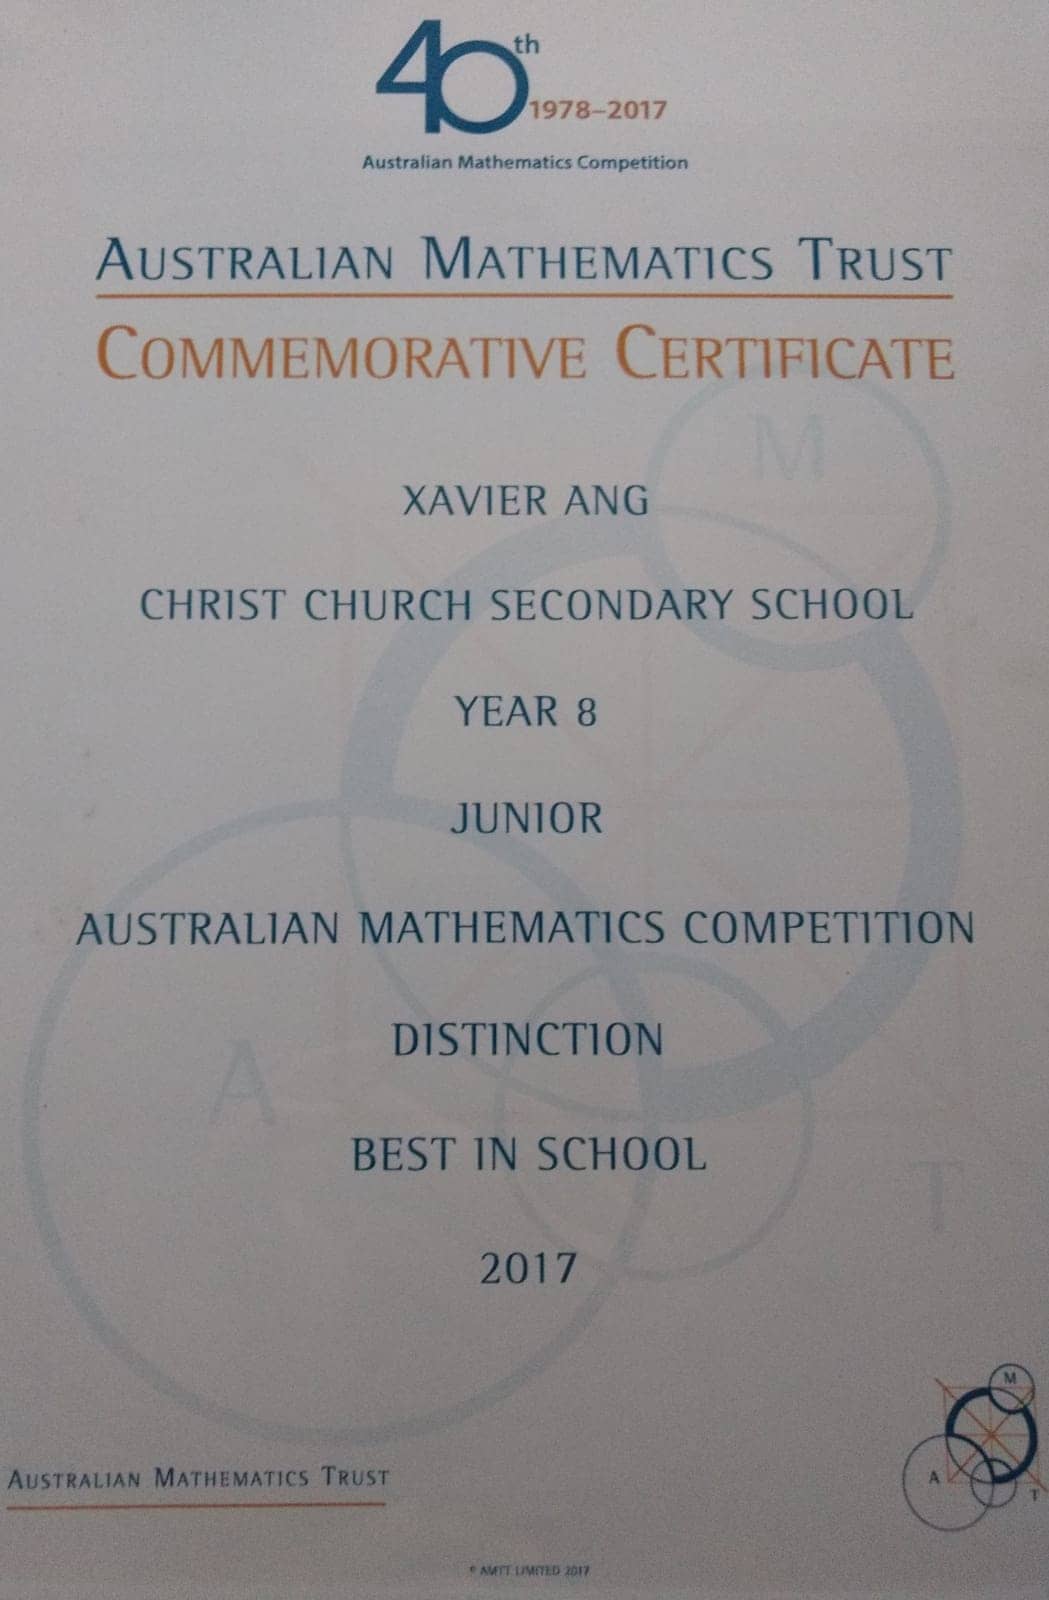 40th
1978–2017
Australian Mathematics Competition
AUSTRALIAN MATHEMATICS TRUST
COMMEMORATIVE CERTIFICATE
M
XAVIER ANG
CHRIST CHURCH SECONDARY SCHOOL
YEAR 8
JUNIOR
AUSTRALIAN MATHEMATICS COMPETITION
DISTINCTION
A
BEST IN SCHOOL
T
2017
M
A
T
AUSTRALIAN MATHEMATICS TRUST
© AMTT LIMITED 2017